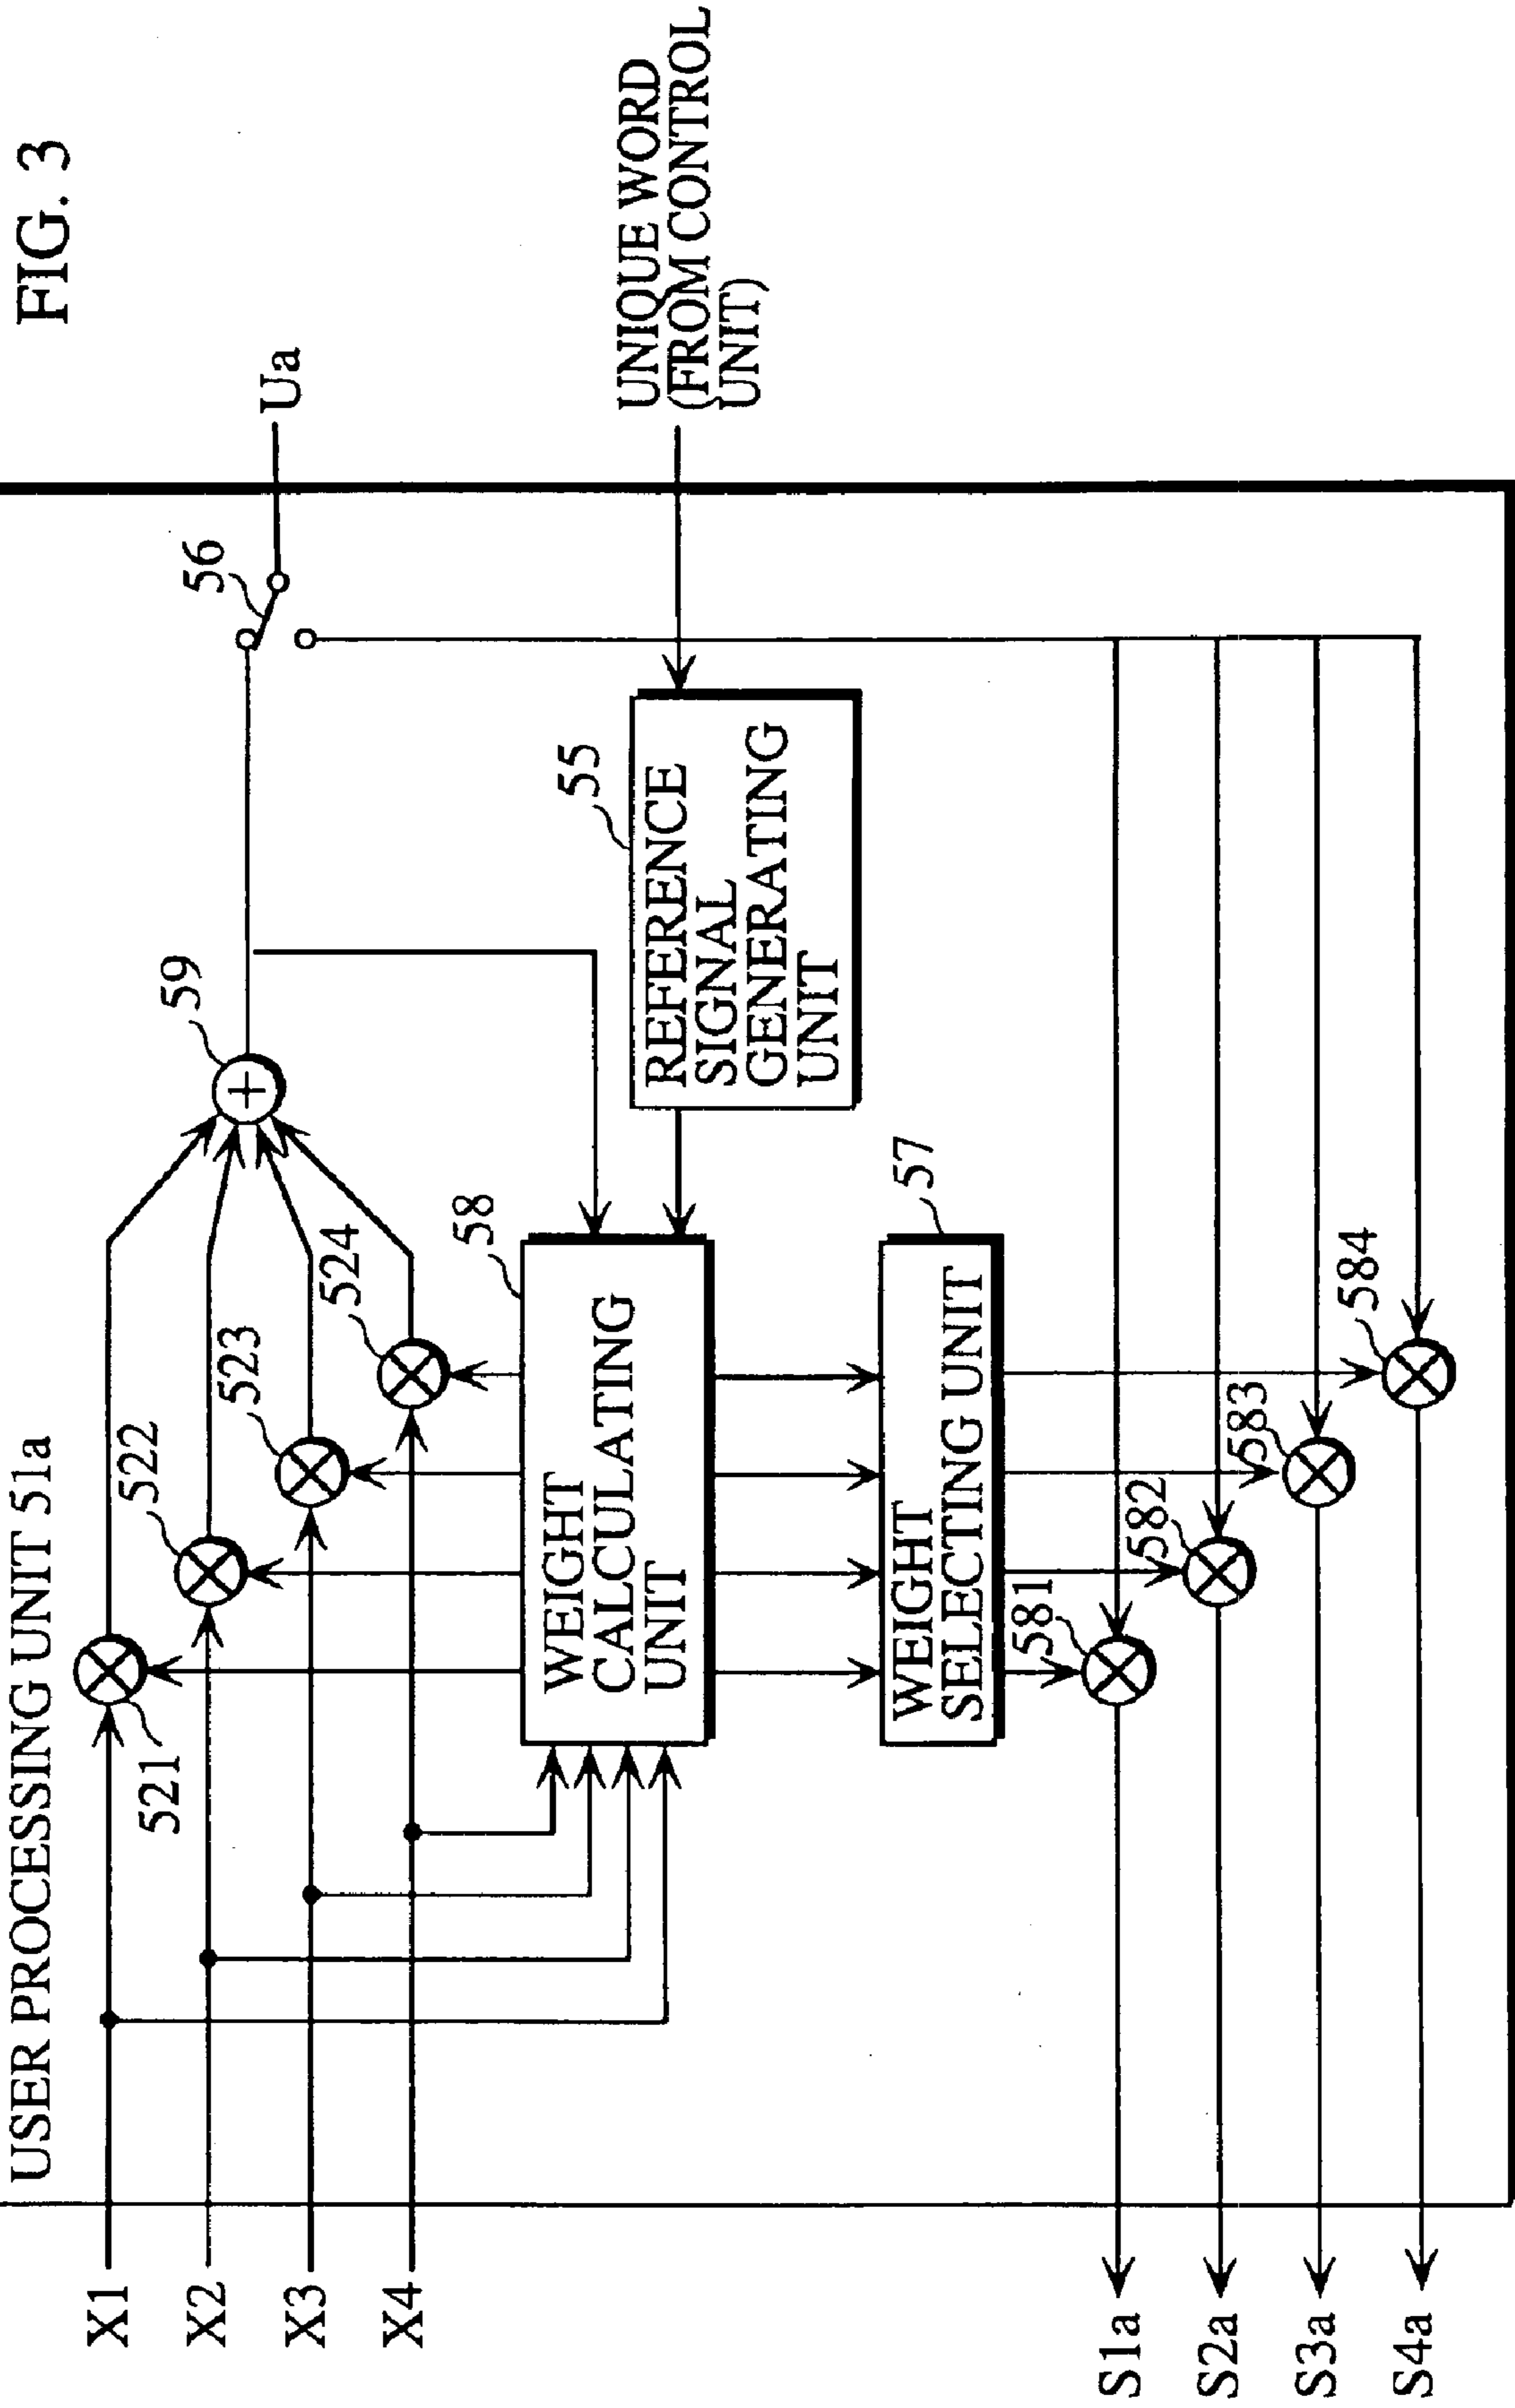 FIG. 3
USER PROCESSING UNIT 51a
X1
X2
X3
X4
521
522
523
524
59
56
Ua
58
WEIGHT
CALCULATING
UNIT
55
REFERENCE
SIGNAL
GENERATING
UNIT
UNIQUE WORD
(FROM CONTROL
UNIT)
57
WEIGHT
SELECTING UNIT
581
582
583
584
S1a
S2a
S3a
S4a